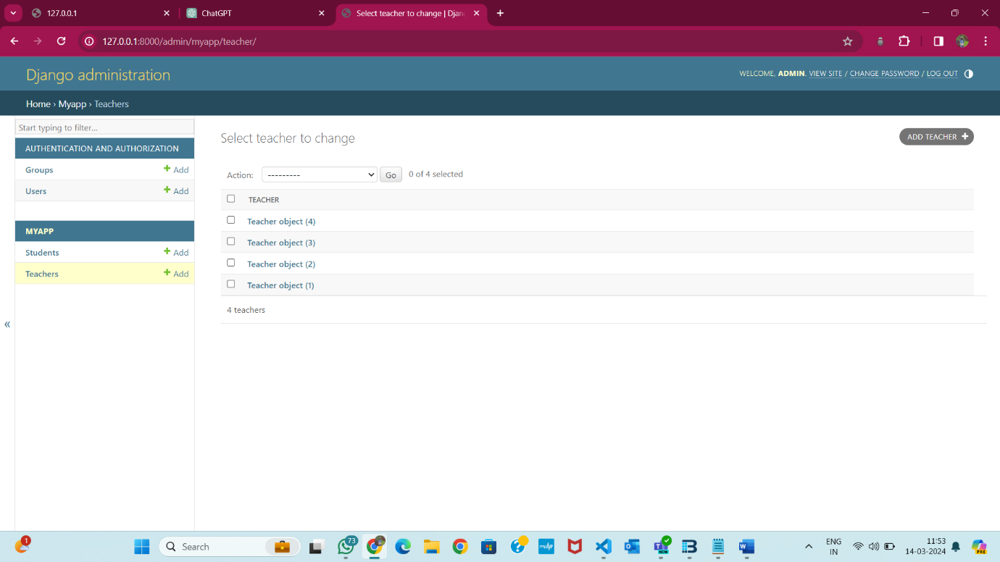 127.0.0.1
ChatGPT
Select teacher to change | Djan
127.0.0.1:8000/admin/myapp/teacher/
Django administration
WELCOME, ADMIN. VIEW SITE / CHANGE PASSWORD / LOG OUT
Home › Myapp › Teachers
Start typing to filter...
AUTHENTICATION AND AUTHORIZATION
Groups + Add
Users + Add
MYAPP
Students + Add
Teachers + Add
«
Select teacher to change
ADD TEACHER +
Action: --------- Go 0 of 4 selected
TEACHER
Teacher object (4)
Teacher object (3)
Teacher object (2)
Teacher object (1)
4 teachers
1
Search
73
myhp
NEW
ENG
IN
11:53
14-03-2024
PRE